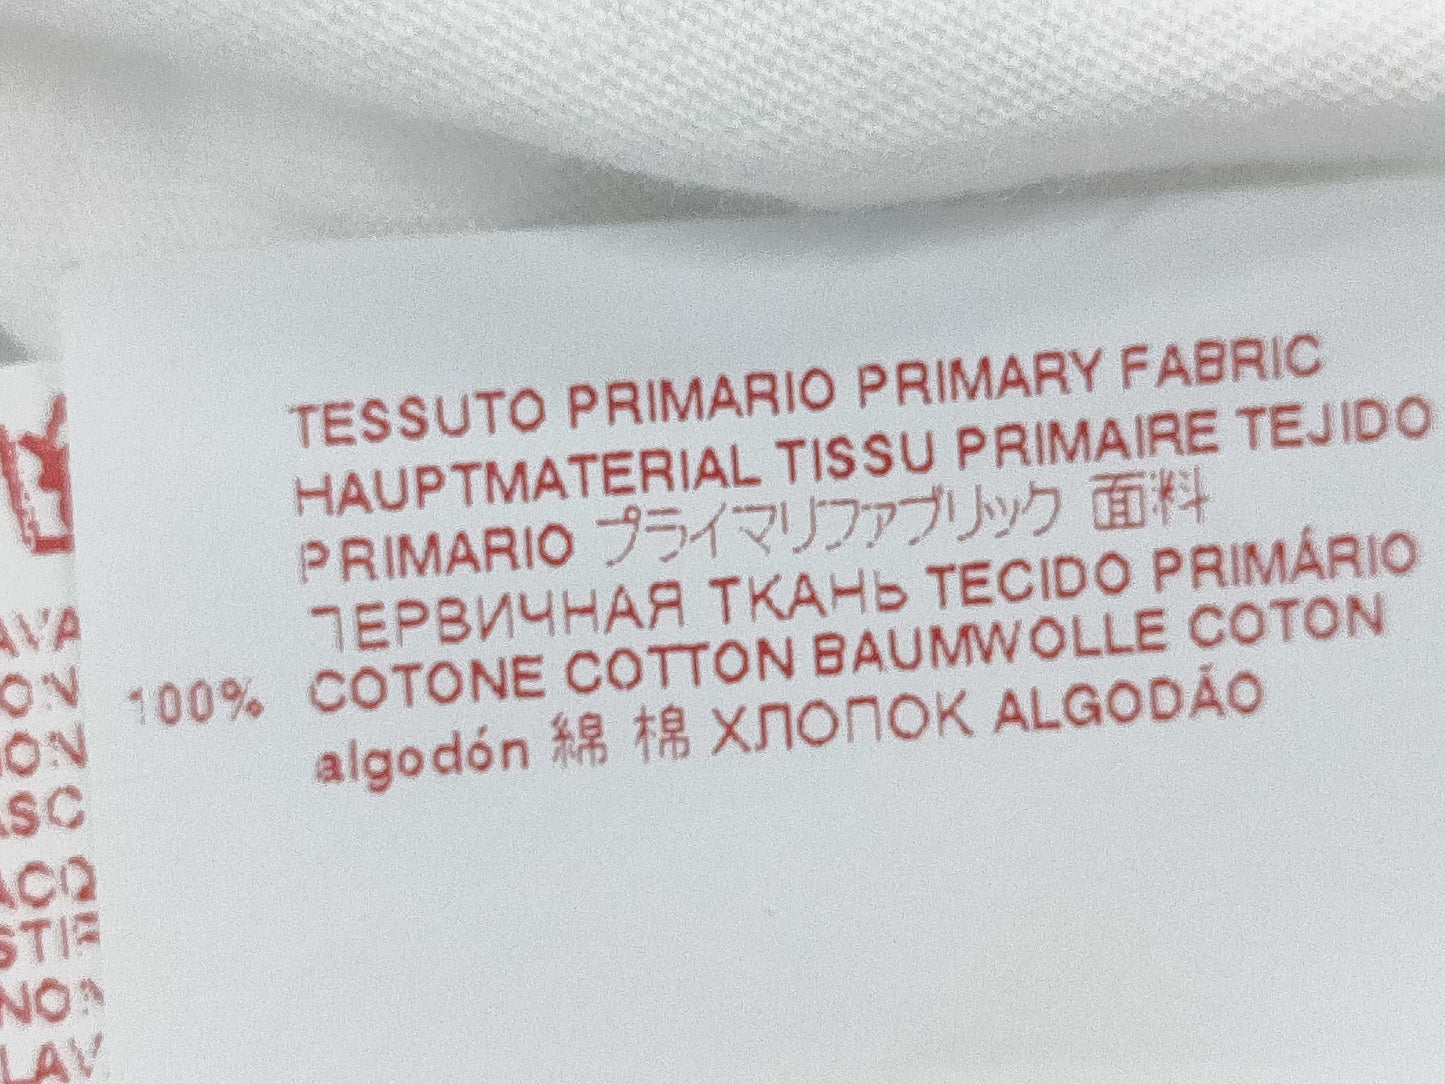 TESSUTO PRIMARIO PRIMARY FABRIC
HAUPTMATERIAL TISSU PRIMAIRE TEJIDO
PRIMARIO プライマリファブリック 面料
ПЕРВИЧНАЯ ТКАНЬ TECIDO PRIMÁRIO
100% COTONE COTTON BAUMWOLLE COTON
algodón 綿 棉 ХЛОПОК ALGODÃO